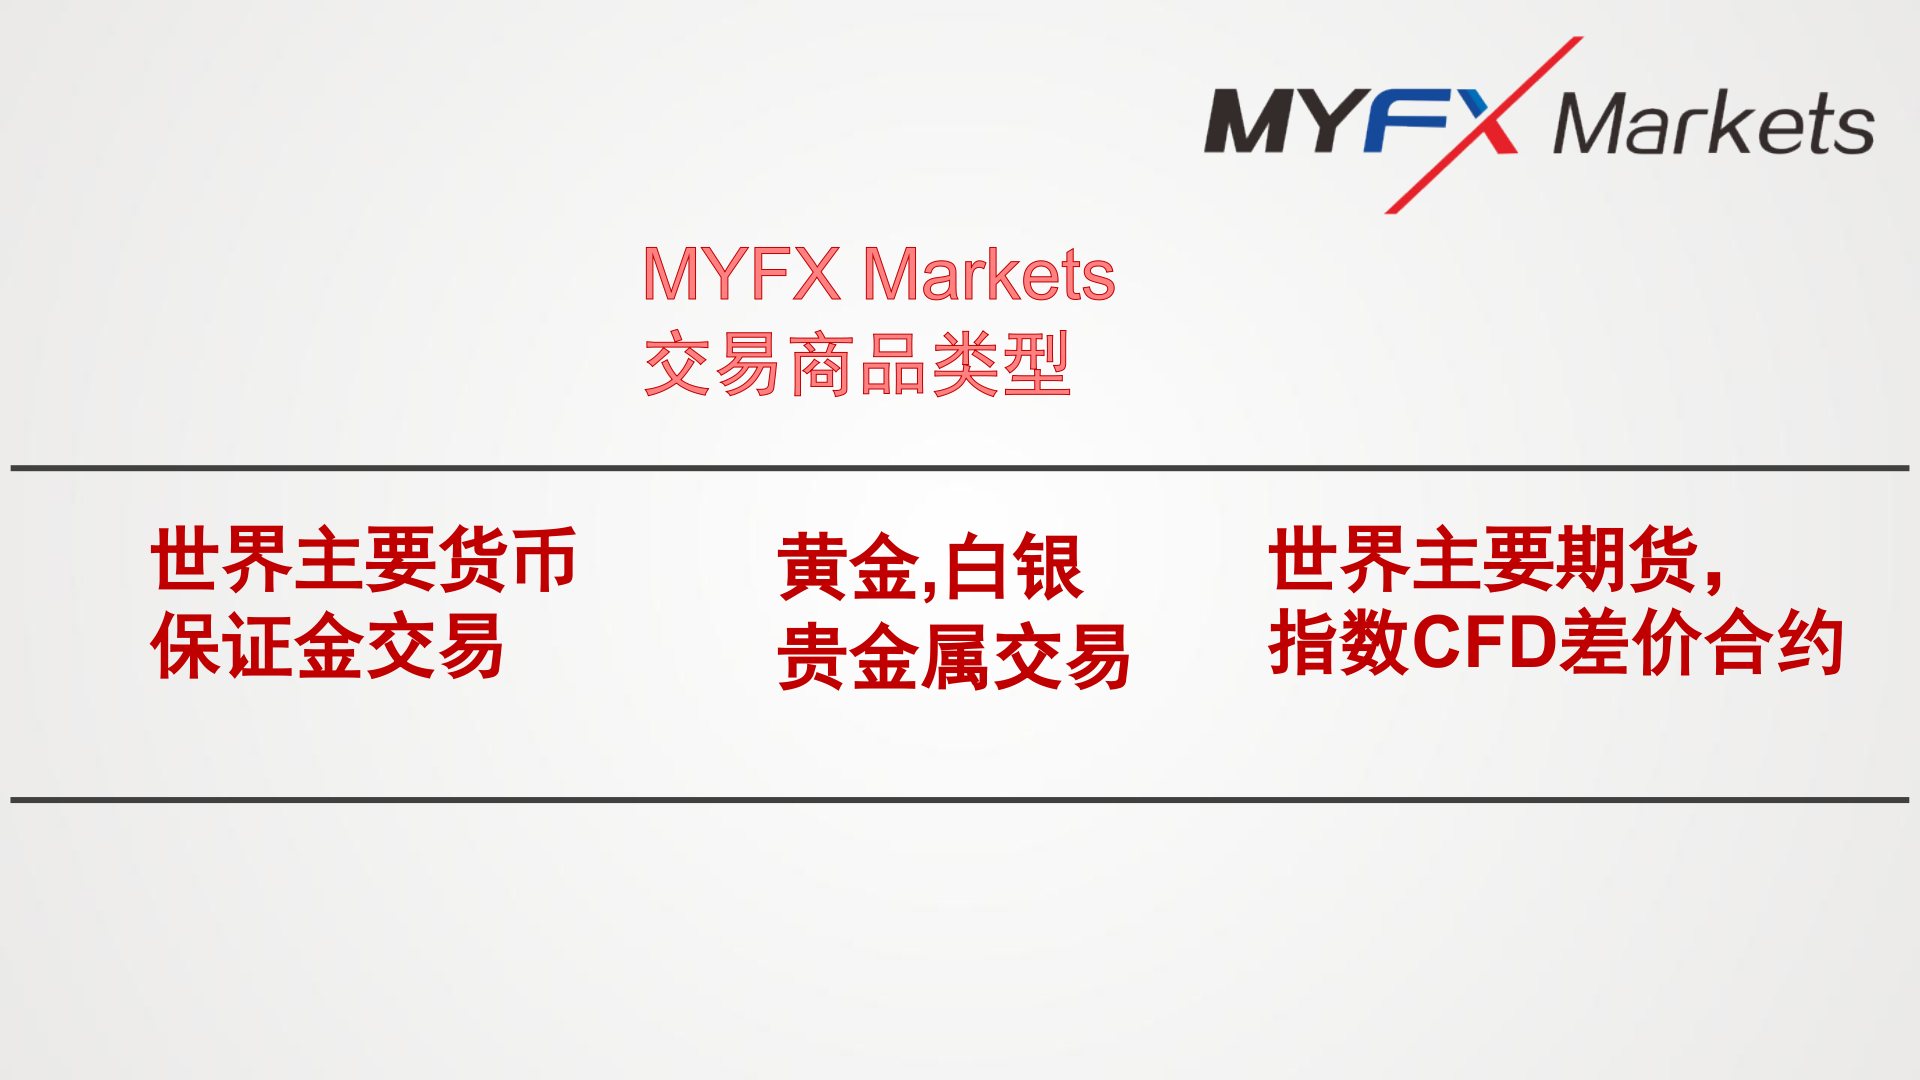 MYFX Markets
MYFX Markets
交易商品类型
世界主要货币
保证金交易
黄金,白银
贵金属交易
世界主要期货,
指数CFD差价合约